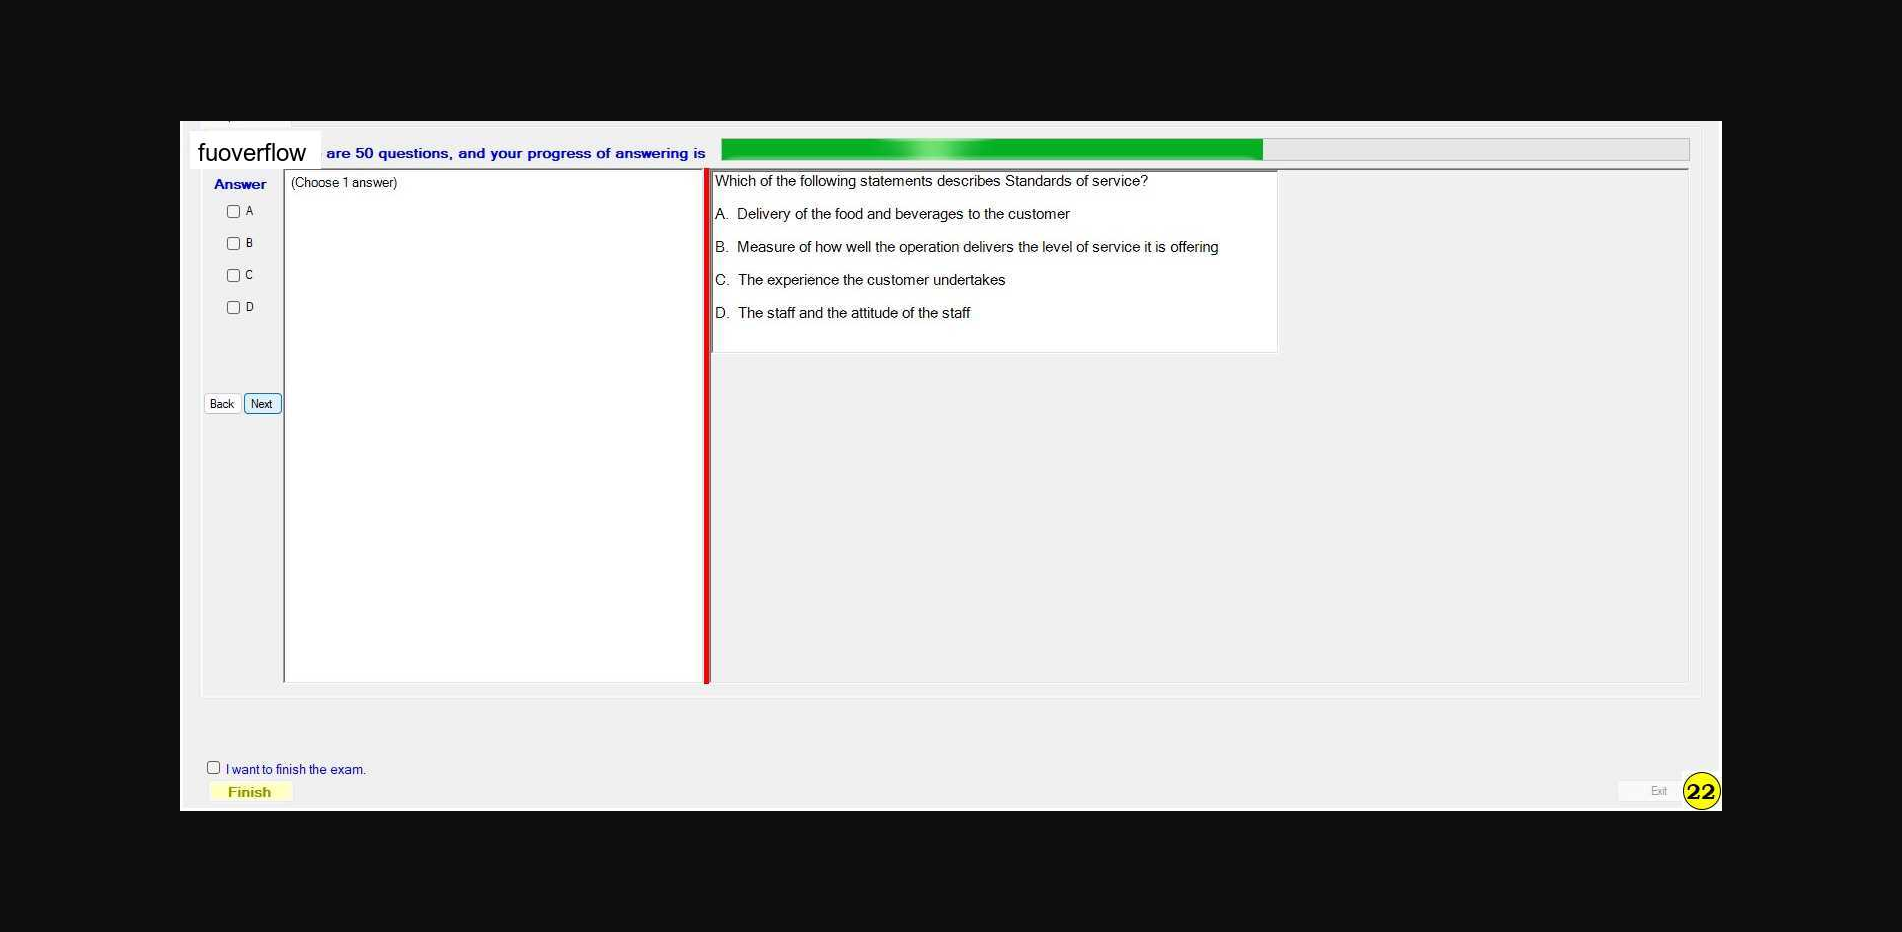 fuoverflow are 50 questions, and your progress of answering is
Answer
(Choose 1 answer)
A
B
C
D
Back Next
Which of the following statements describes Standards of service?
A. Delivery of the food and beverages to the customer
B. Measure of how well the operation delivers the level of service it is offering
C. The experience the customer undertakes
D. The staff and the attitude of the staff
I want to finish the exam.
Finish
Exit
22